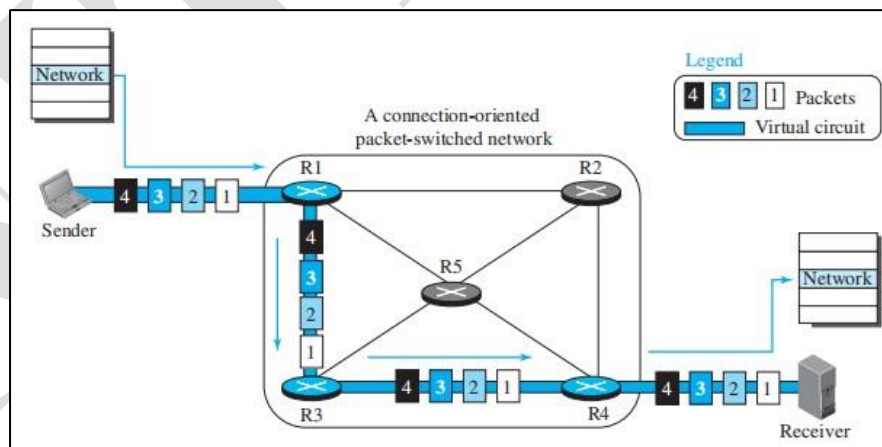 Network
Legend
4 3 2 1 Packets
Virtual circuit
A connection-oriented
packet-switched network
R1
R2
4 3 2 1
Sender
4
3
2
1
R5
Network
R3
4 3 2 1
R4
4 3 2 1
Receiver